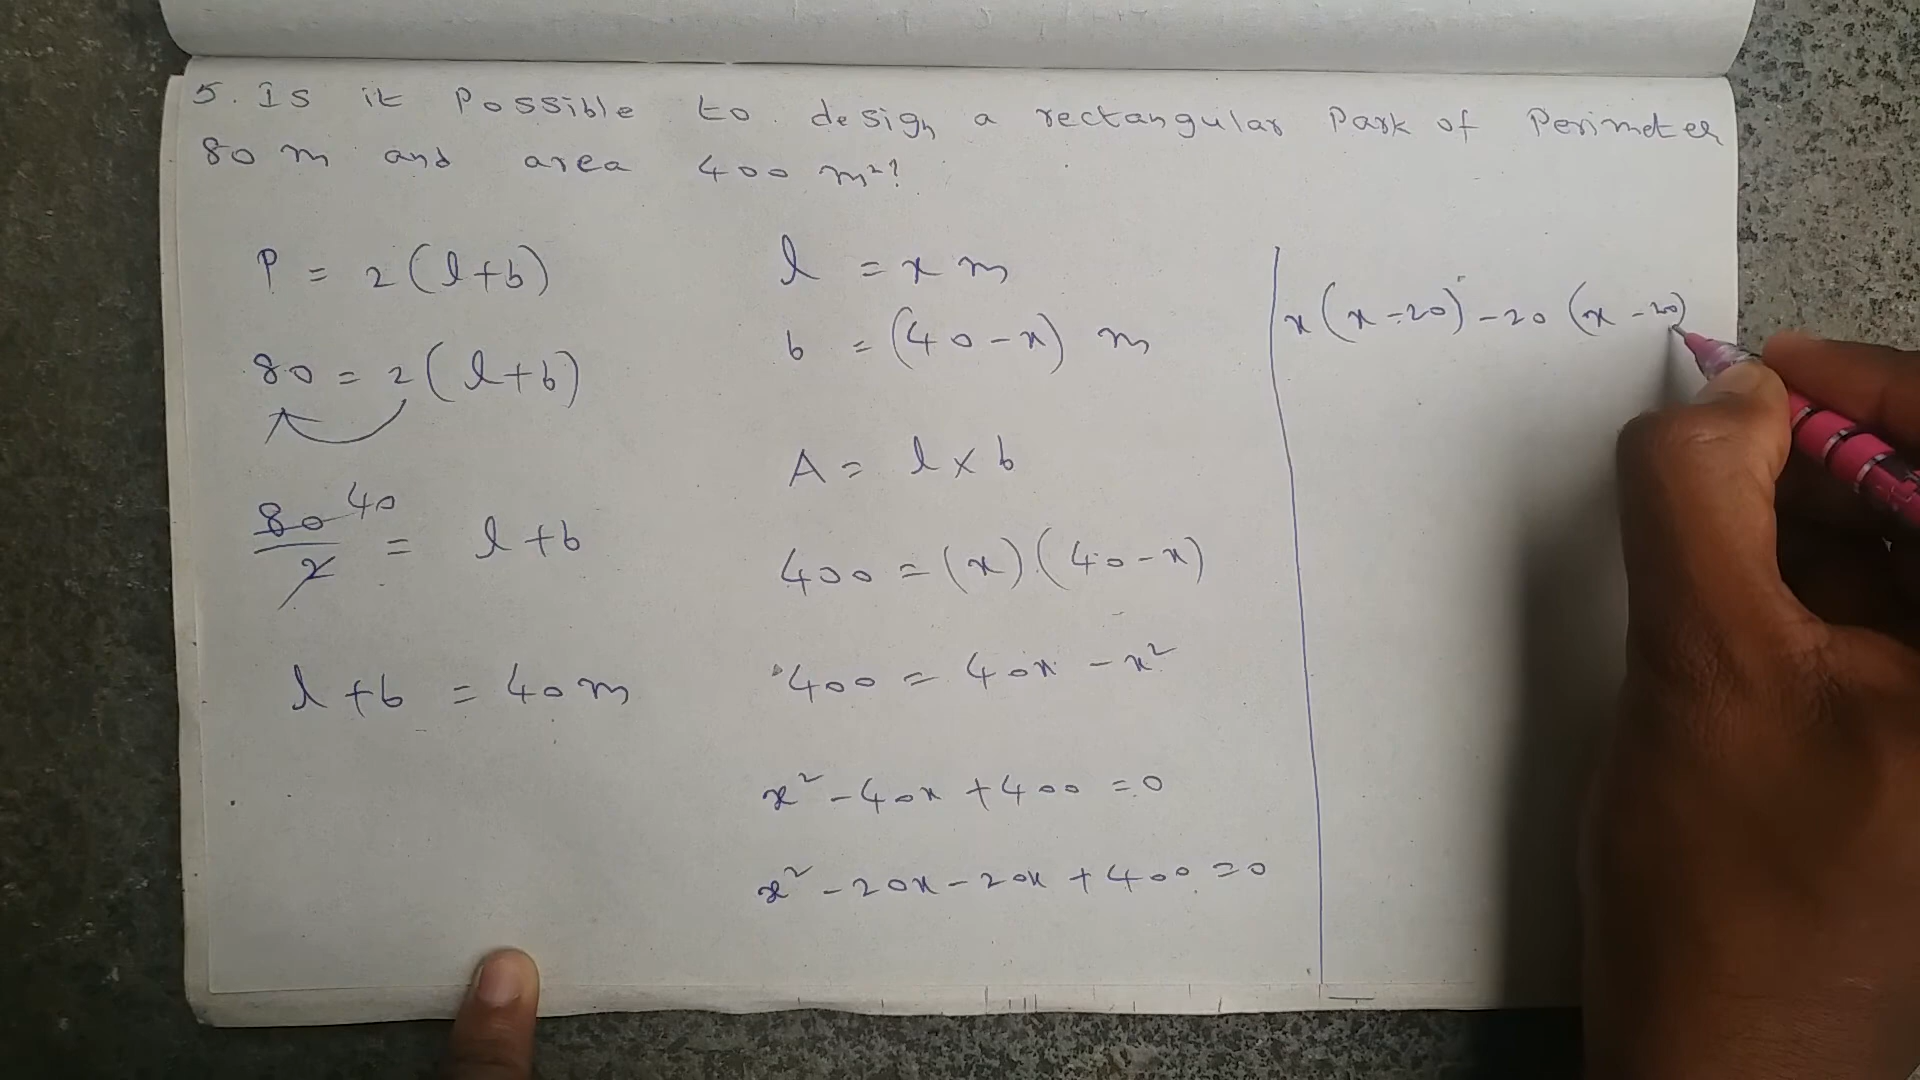 5. Is it Possible to design a rectangular Park of Perimeter
80 m and area 400 m²?
P = 2(l+b)
80 = 2(l+b)
80 40
/2 = l+b
l+b = 40 m
l = x m
b = (40-x) m
A = l×b
400 = (x)(40-x)
400 = 40x - x²
x² - 40x + 400 = 0
x² - 20x - 20x + 400 = 0
x(x-20) - 20(x-20)